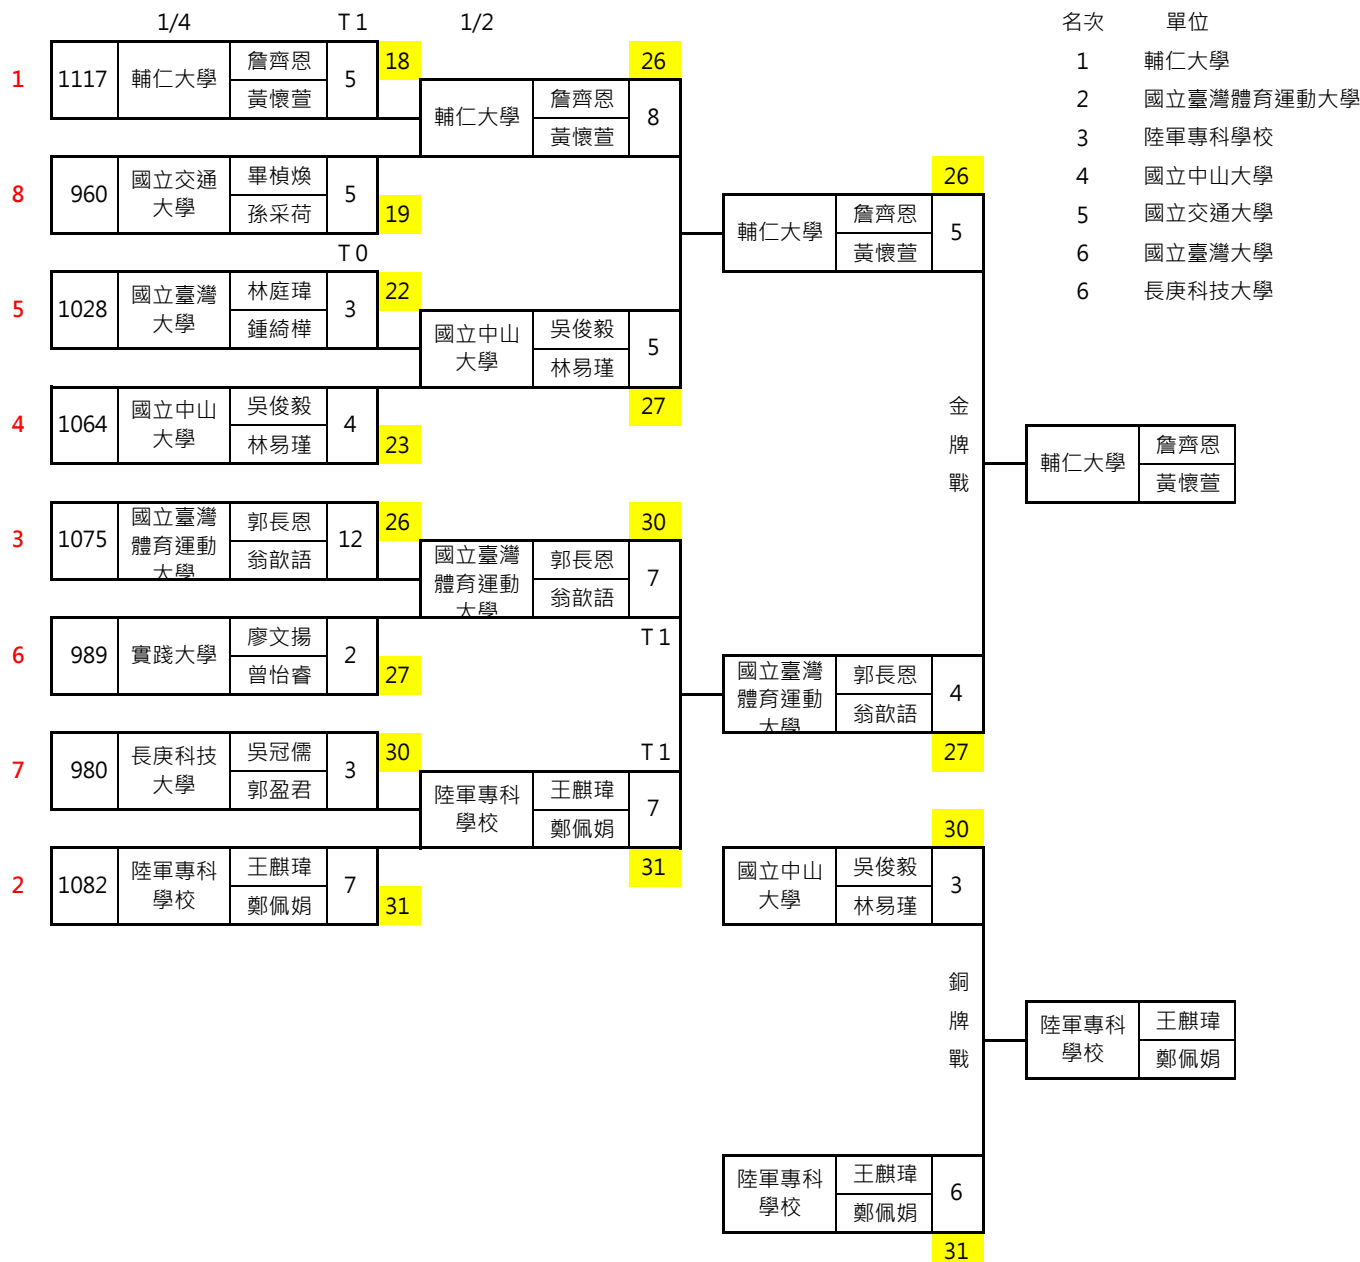 1/4 T 1 1/2 名次 單位
1 1117 輔仁大學 詹齊恩 黃懷萱 5 18
輔仁大學 詹齊恩 黃懷萱 8 26
8 960 國立交通大學 畢楨煥 孫采荷 5 19
T 0
5 1028 國立臺灣大學 林庭瑋 鍾綺樺 3 22
國立中山大學 吳俊毅 林易瑾 5 27
4 1064 國立中山大學 吳俊毅 林易瑾 4 23
3 1075 國立臺灣體育運動大學 郭長恩 翁歆語 12 26
國立臺灣體育運動大學 郭長恩 翁歆語 7 30
T 1
6 989 實踐大學 廖文揚 曾怡睿 2 27
7 980 長庚科技大學 吳冠儒 郭盈君 3 30
T 1
陸軍專科學校 王麒瑋 鄭佩娟 7 31
2 1082 陸軍專科學校 王麒瑋 鄭佩娟 7 31
輔仁大學 詹齊恩 黃懷萱 5 26
金牌戰
國立臺灣體育運動大學 郭長恩 翁歆語 4 27
輔仁大學 詹齊恩 黃懷萱
國立中山大學 吳俊毅 林易瑾 3 30
銅牌戰
陸軍專科學校 王麒瑋 鄭佩娟 6 31
陸軍專科學校 王麒瑋 鄭佩娟
1 輔仁大學
2 國立臺灣體育運動大學
3 陸軍專科學校
4 國立中山大學
5 國立交通大學
6 國立臺灣大學
6 長庚科技大學